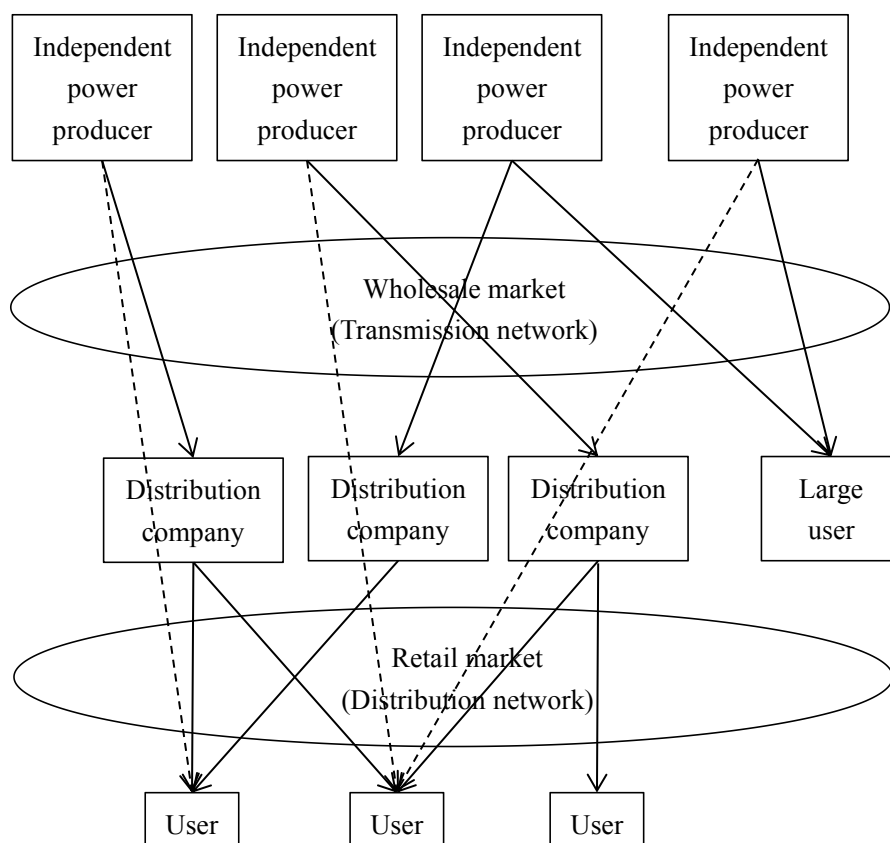 Independent
power
producer
Independent
power
producer
Independent
power
producer
Independent
power
producer
Wholesale market
(Transmission network)
Distribution
company
Distribution
company
Distribution
company
Large
user
Retail market
(Distribution network)
User
User
User